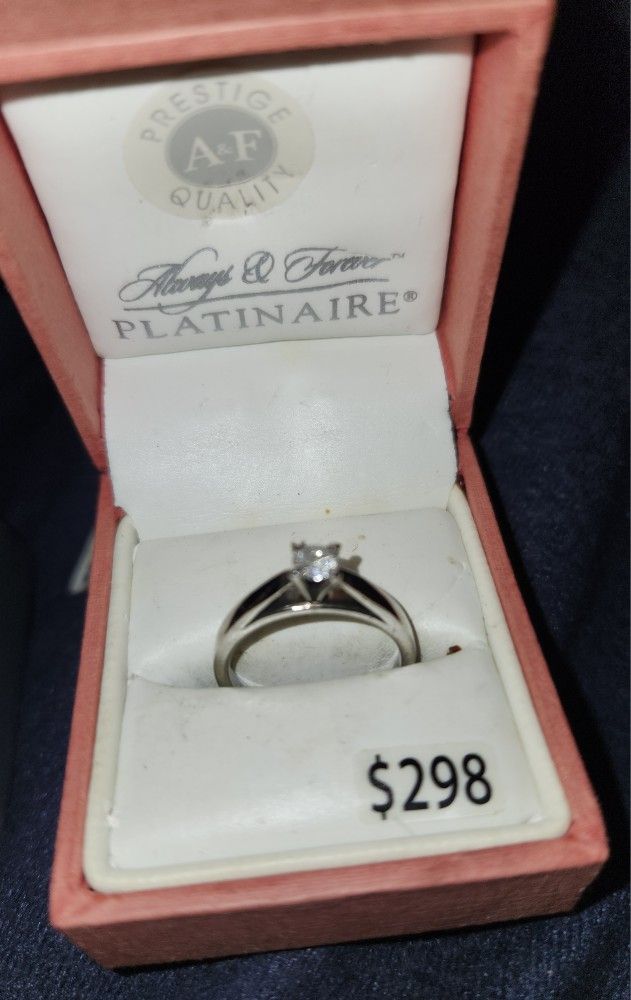 PRESTIGE
A&F
QUALITY
Always & Forever™
PLATINAIRE®
$298